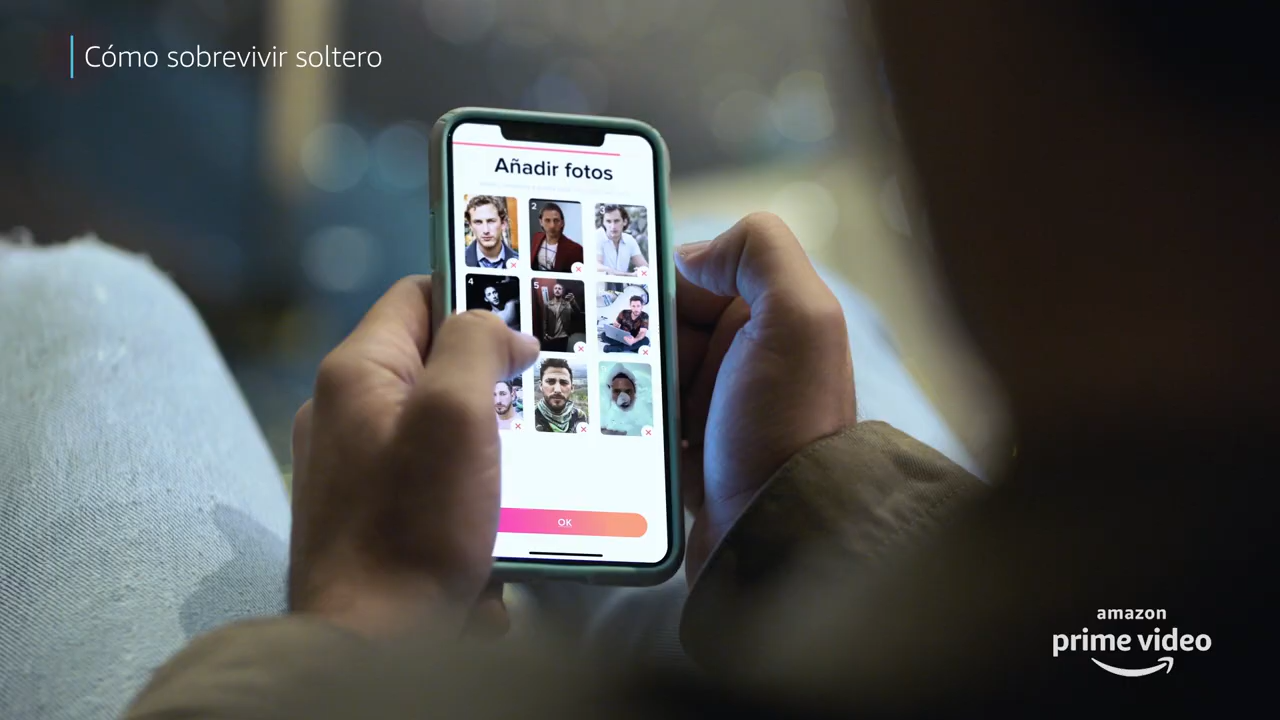 Cómo sobrevivir soltero
Añadir fotos
2
4
5
OK
amazon
prime video